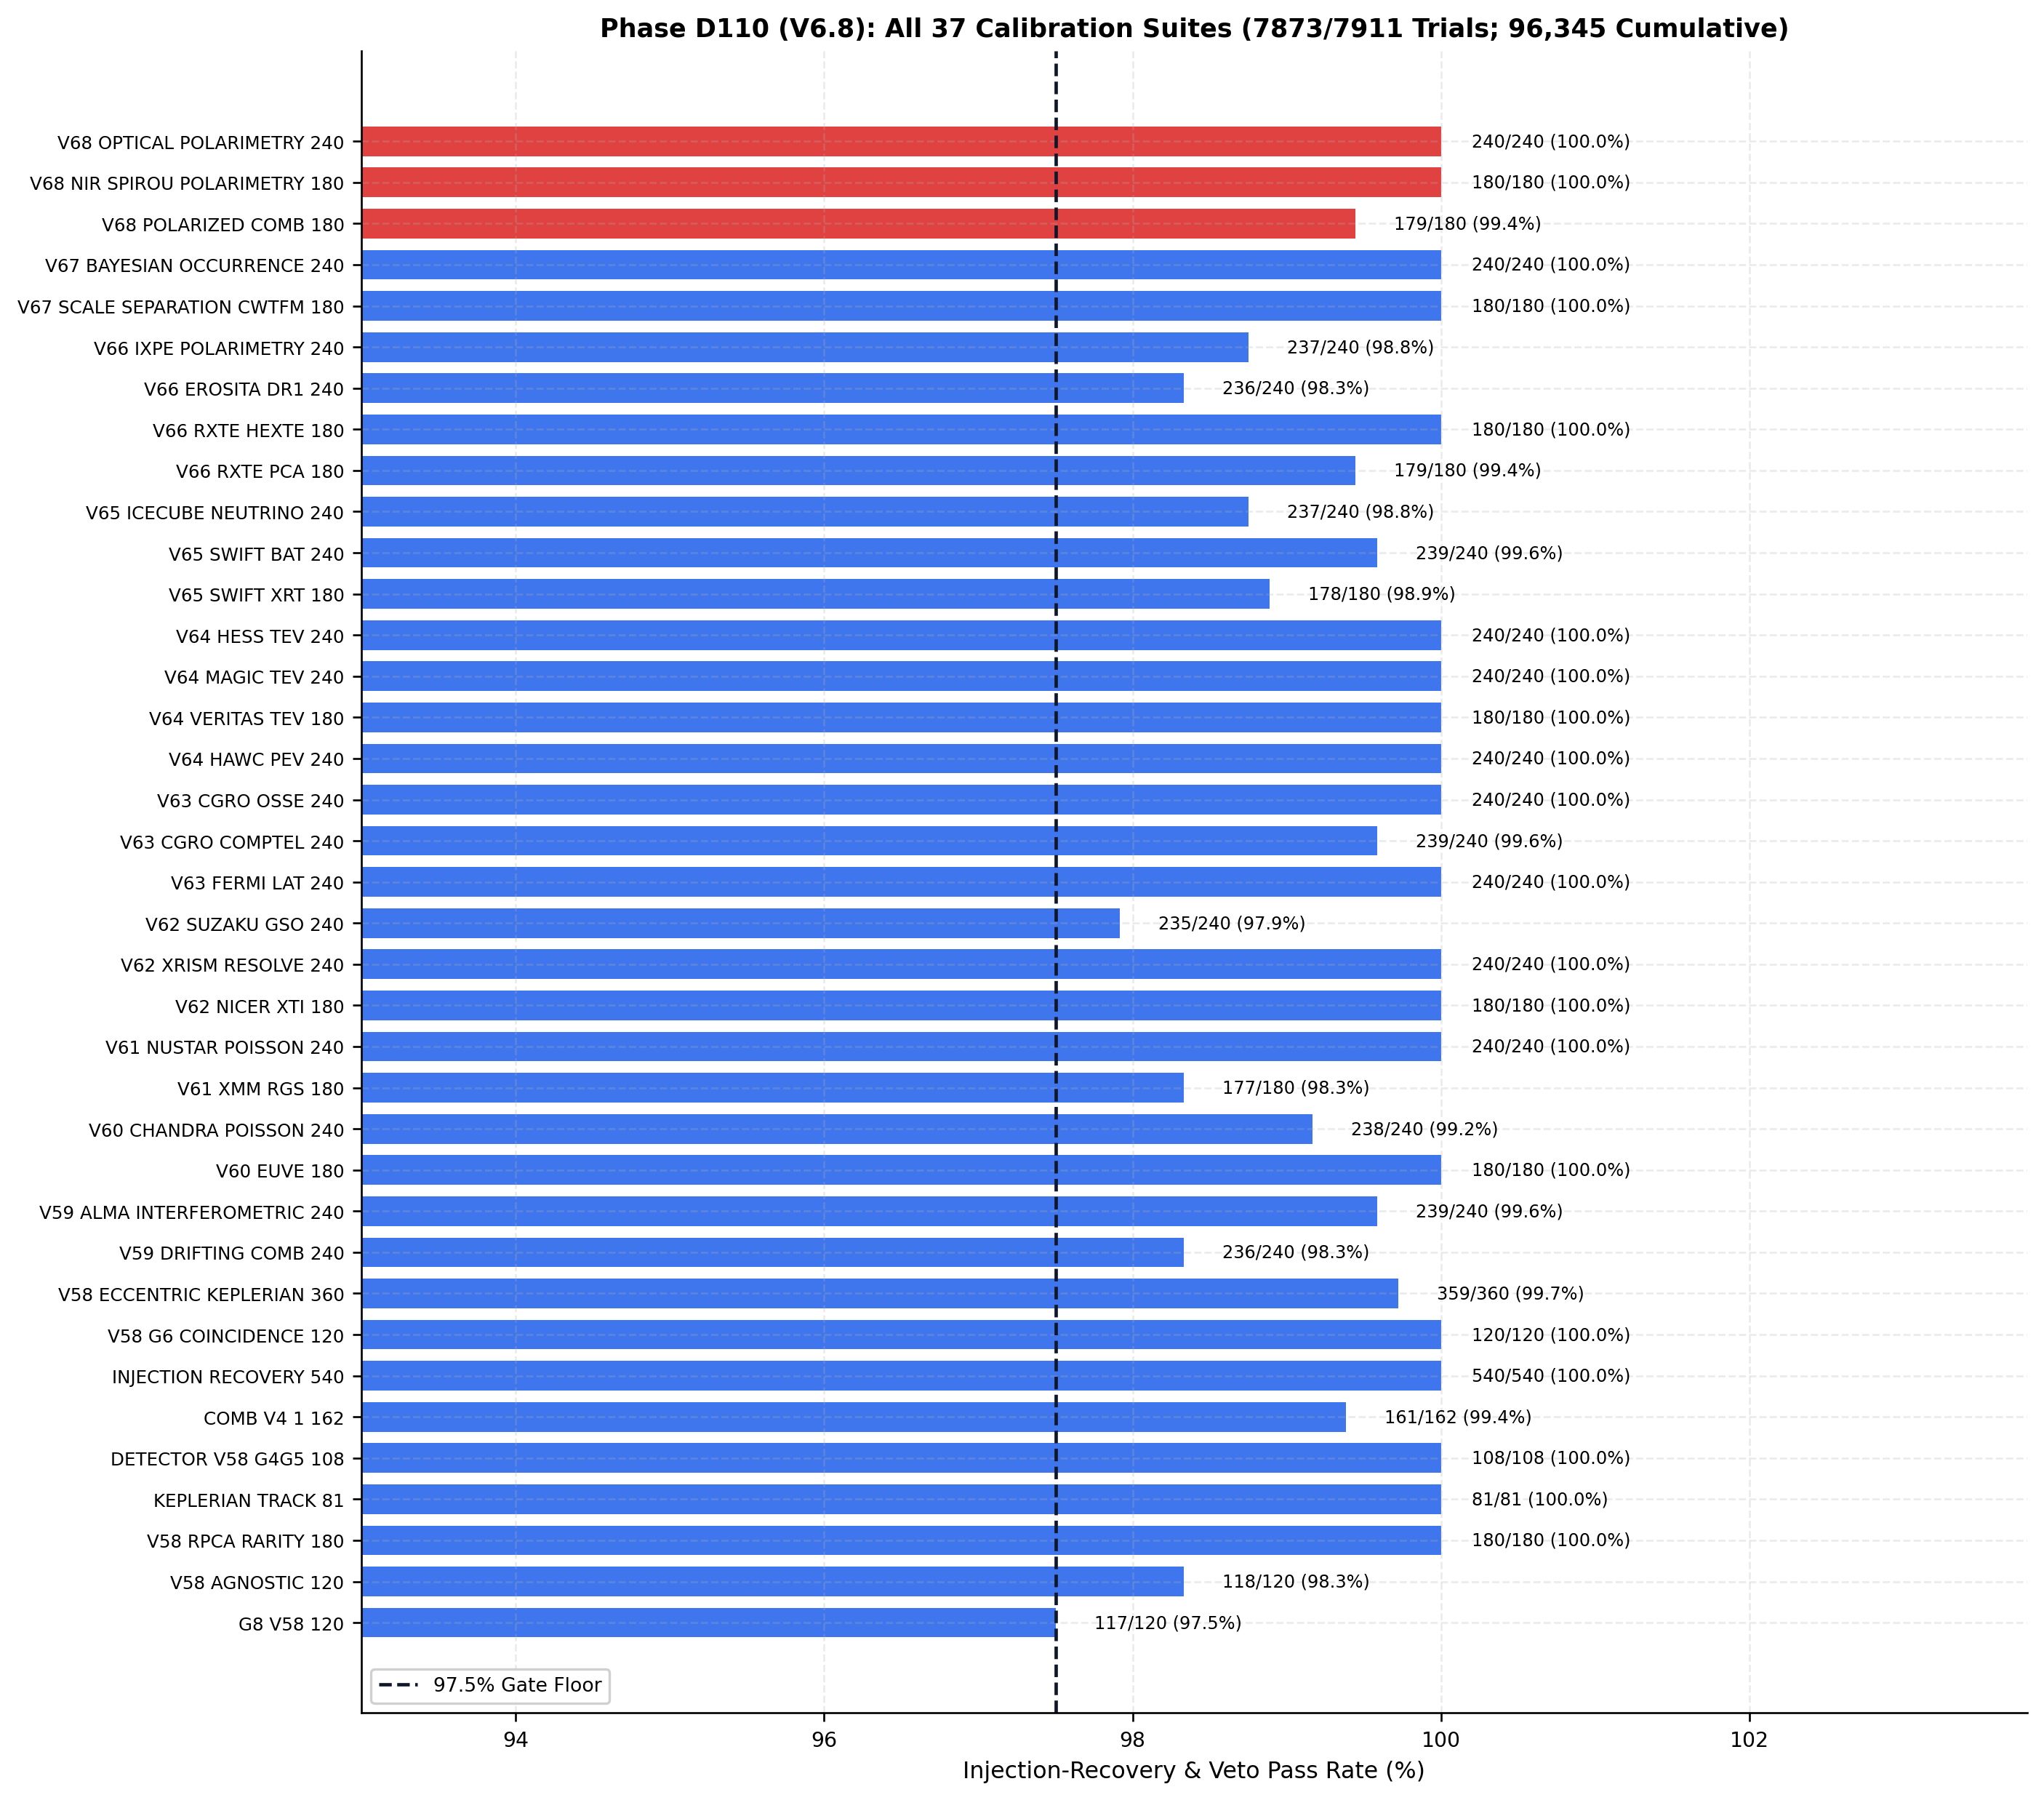 Phase D110 (V6.8): All 37 Calibration Suites (7873/7911 Trials; 96,345 Cumulative)
V68 OPTICAL POLARIMETRY 240 240/240 (100.0%)
V68 NIR SPIROU POLARIMETRY 180 180/180 (100.0%)
V68 POLARIZED COMB 180 179/180 (99.4%)
V67 BAYESIAN OCCURRENCE 240 240/240 (100.0%)
V67 SCALE SEPARATION CWTFM 180 180/180 (100.0%)
V66 IXPE POLARIMETRY 240 237/240 (98.8%)
V66 EROSITA DR1 240 236/240 (98.3%)
V66 RXTE HEXTE 180 180/180 (100.0%)
V66 RXTE PCA 180 179/180 (99.4%)
V65 ICECUBE NEUTRINO 240 237/240 (98.8%)
V65 SWIFT BAT 240 239/240 (99.6%)
V65 SWIFT XRT 180 178/180 (98.9%)
V64 HESS TEV 240 240/240 (100.0%)
V64 MAGIC TEV 240 240/240 (100.0%)
V64 VERITAS TEV 180 180/180 (100.0%)
V64 HAWC PEV 240 240/240 (100.0%)
V63 CGRO OSSE 240 240/240 (100.0%)
V63 CGRO COMPTEL 240 239/240 (99.6%)
V63 FERMI LAT 240 240/240 (100.0%)
V62 SUZAKU GSO 240 235/240 (97.9%)
V62 XRISM RESOLVE 240 240/240 (100.0%)
V62 NICER XTI 180 180/180 (100.0%)
V61 NUSTAR POISSON 240 240/240 (100.0%)
V61 XMM RGS 180 177/180 (98.3%)
V60 CHANDRA POISSON 240 238/240 (99.2%)
V60 EUVE 180 180/180 (100.0%)
V59 ALMA INTERFEROMETRIC 240 239/240 (99.6%)
V59 DRIFTING COMB 240 236/240 (98.3%)
V58 ECCENTRIC KEPLERIAN 360 359/360 (99.7%)
V58 G6 COINCIDENCE 120 120/120 (100.0%)
INJECTION RECOVERY 540 540/540 (100.0%)
COMB V4 1 162 161/162 (99.4%)
DETECTOR V58 G4G5 108 108/108 (100.0%)
KEPLERIAN TRACK 81 81/81 (100.0%)
V58 RPCA RARITY 180 180/180 (100.0%)
V58 AGNOSTIC 120 118/120 (98.3%)
G8 V58 120 117/120 (97.5%)
97.5% Gate Floor
94 96 98 100 102
Injection-Recovery & Veto Pass Rate (%)